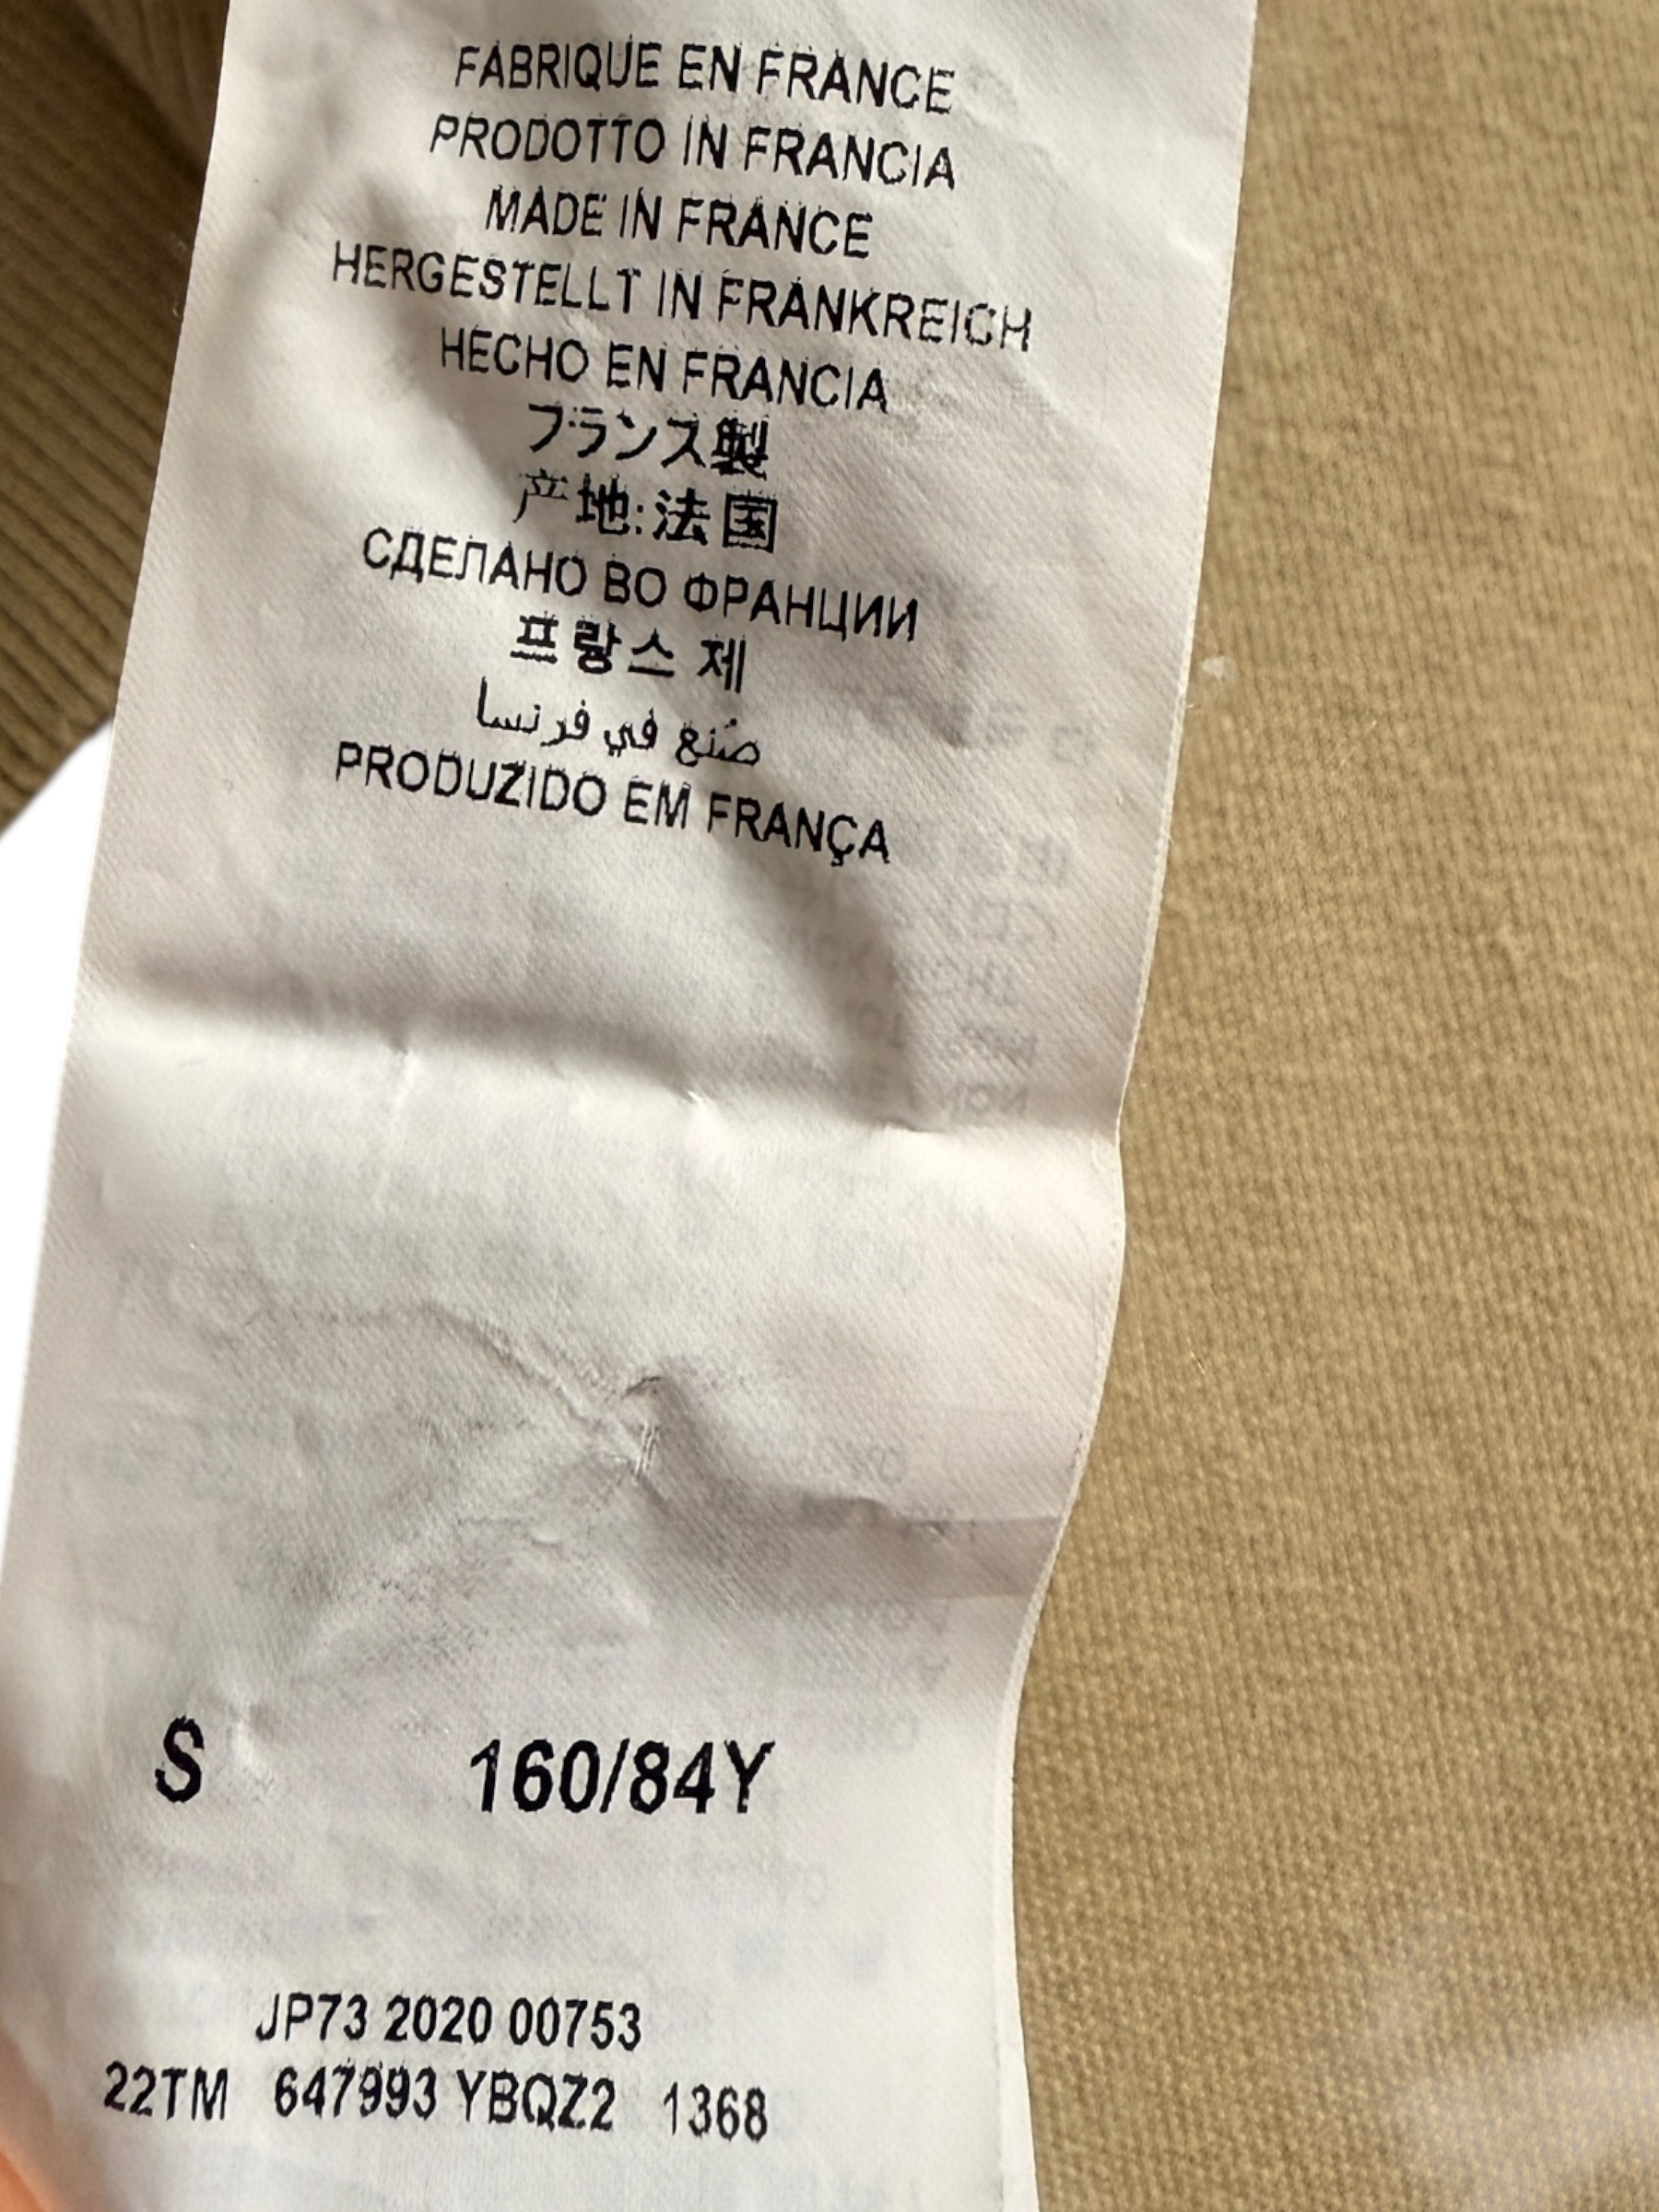 FABRIQUE EN FRANCE
PRODOTTO IN FRANCIA
MADE IN FRANCE
HERGESTELLT IN FRANKREICH
HECHO EN FRANCIA
フランス製
产地:法国
СДЕЛАНО ВО ФРАНЦИИ
프랑스 제
صُنع في فرنسا
PRODUZIDO EM FRANÇA
S 160/84Y
JP73 2020 00753
22TM 647993 YBQZ2 1368